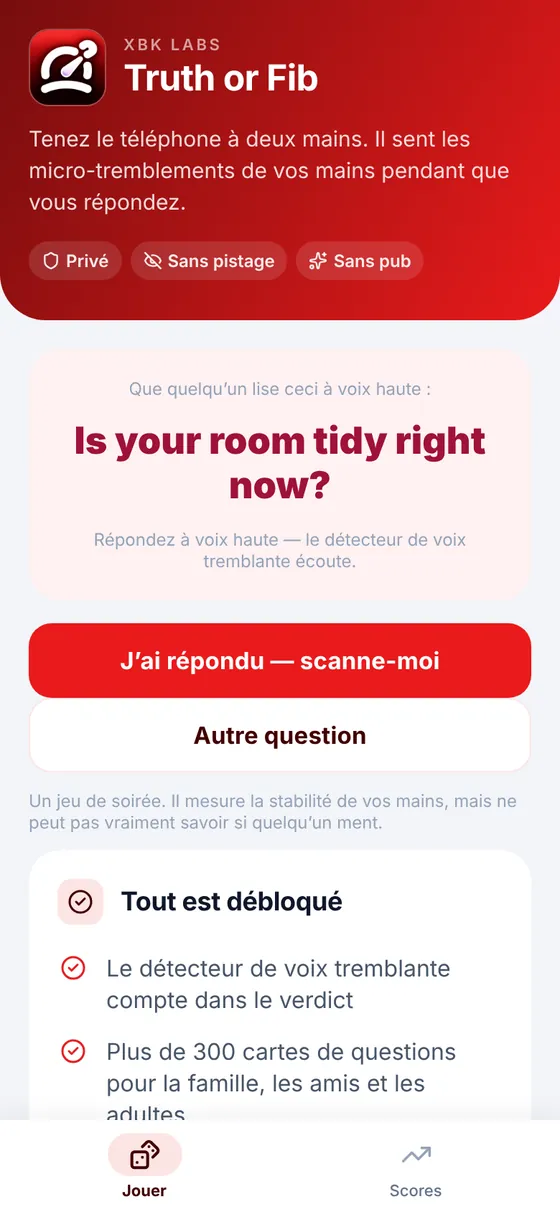 XBK LABS
Truth or Fib
Tenez le téléphone à deux mains. Il sent les
micro-tremblements de vos mains pendant que
vous répondez.
Privé
Sans pistage
Sans pub
Que quelqu’un lise ceci à voix haute :
Is your room tidy right
now?
Répondez à voix haute — le détecteur de voix
tremblante écoute.
J’ai répondu — scanne-moi
Autre question
Un jeu de soirée. Il mesure la stabilité de vos mains, mais ne
peut pas vraiment savoir si quelqu’un ment.
Tout est débloqué
Le détecteur de voix tremblante
compte dans le verdict
Plus de 300 cartes de questions
pour la famille, les amis et les
adultes
Jouer
Scores